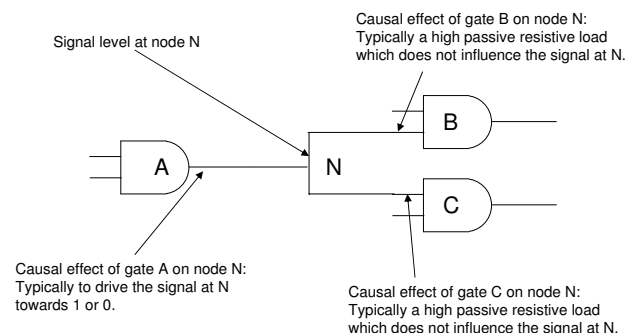 Causal effect of gate B on node N:
Typically a high passive resistive load
which does not influence the signal at N.
Signal level at node N
B
A
N
C
Causal effect of gate A on node N:
Typically to drive the signal at N
towards 1 or 0.
Causal effect of gate C on node N:
Typically a high passive resistive load
which does not influence the signal at N.